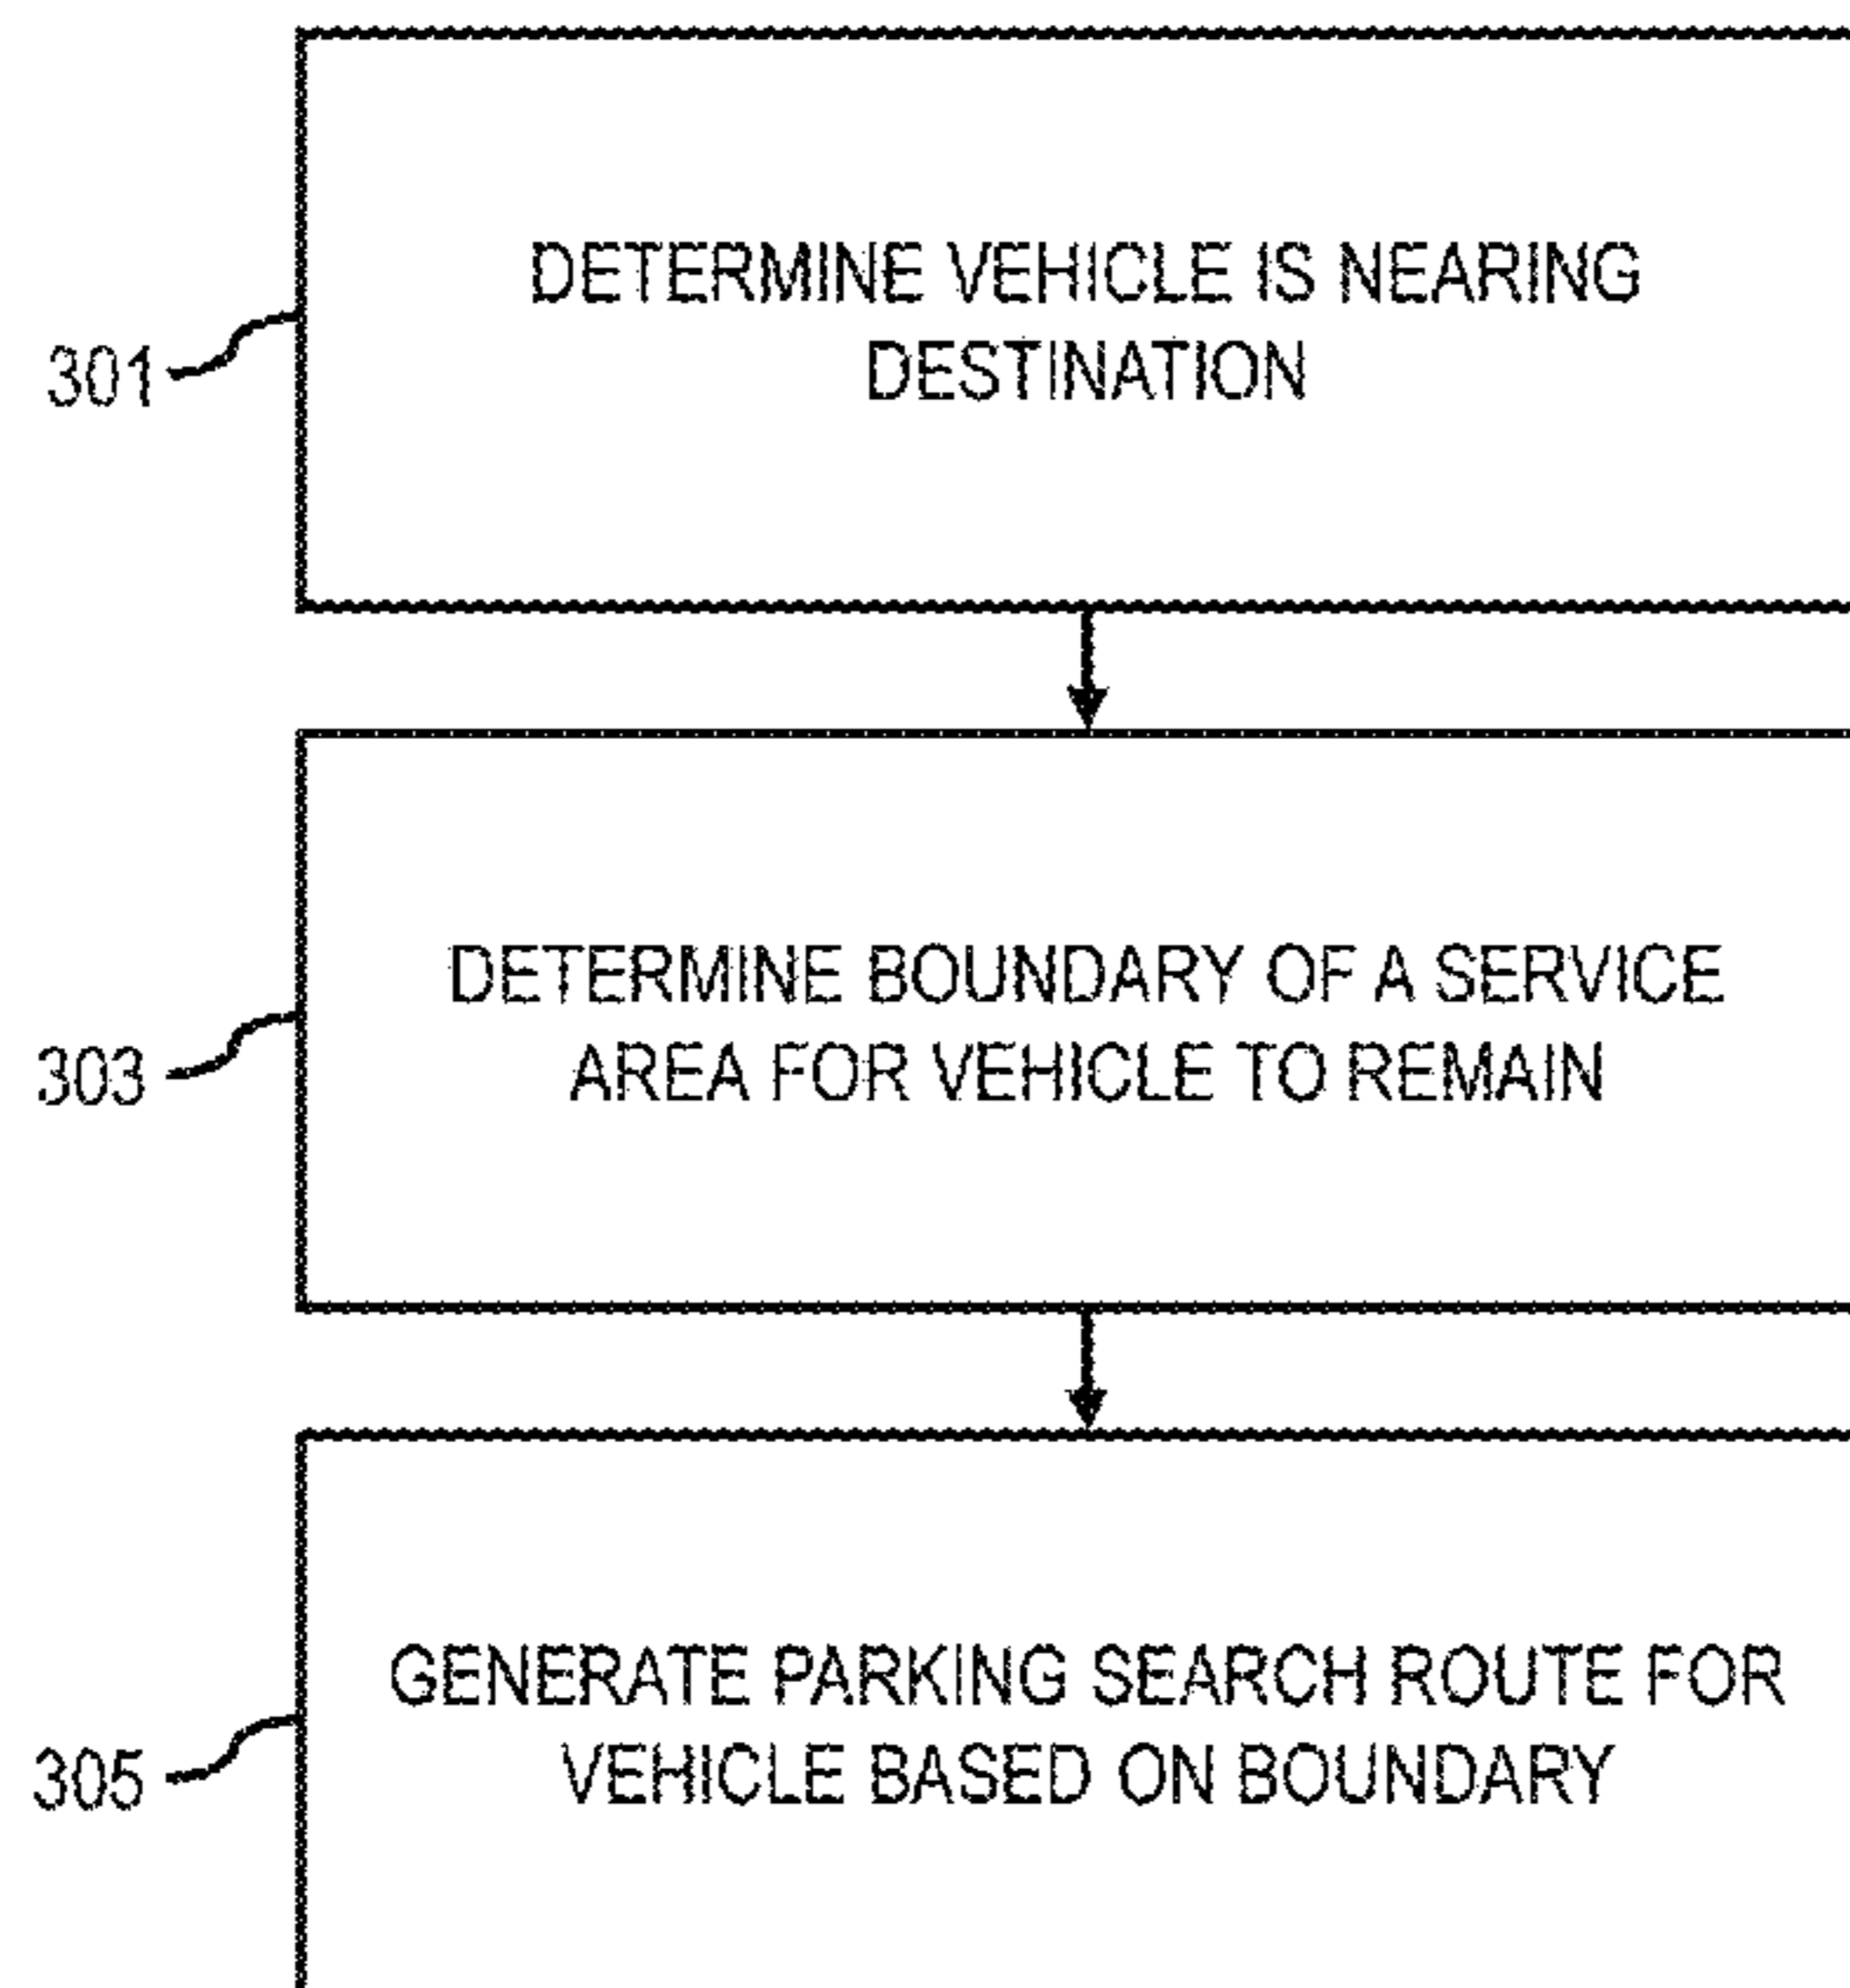 DETERMINE VEHICLE IS NEARING
DESTINATION
301
DETERMINE BOUNDARY OF A SERVICE
AREA FOR VEHICLE TO REMAIN
303
GENERATE PARKING SEARCH ROUTE FOR
VEHICLE BASED ON BOUNDARY
305